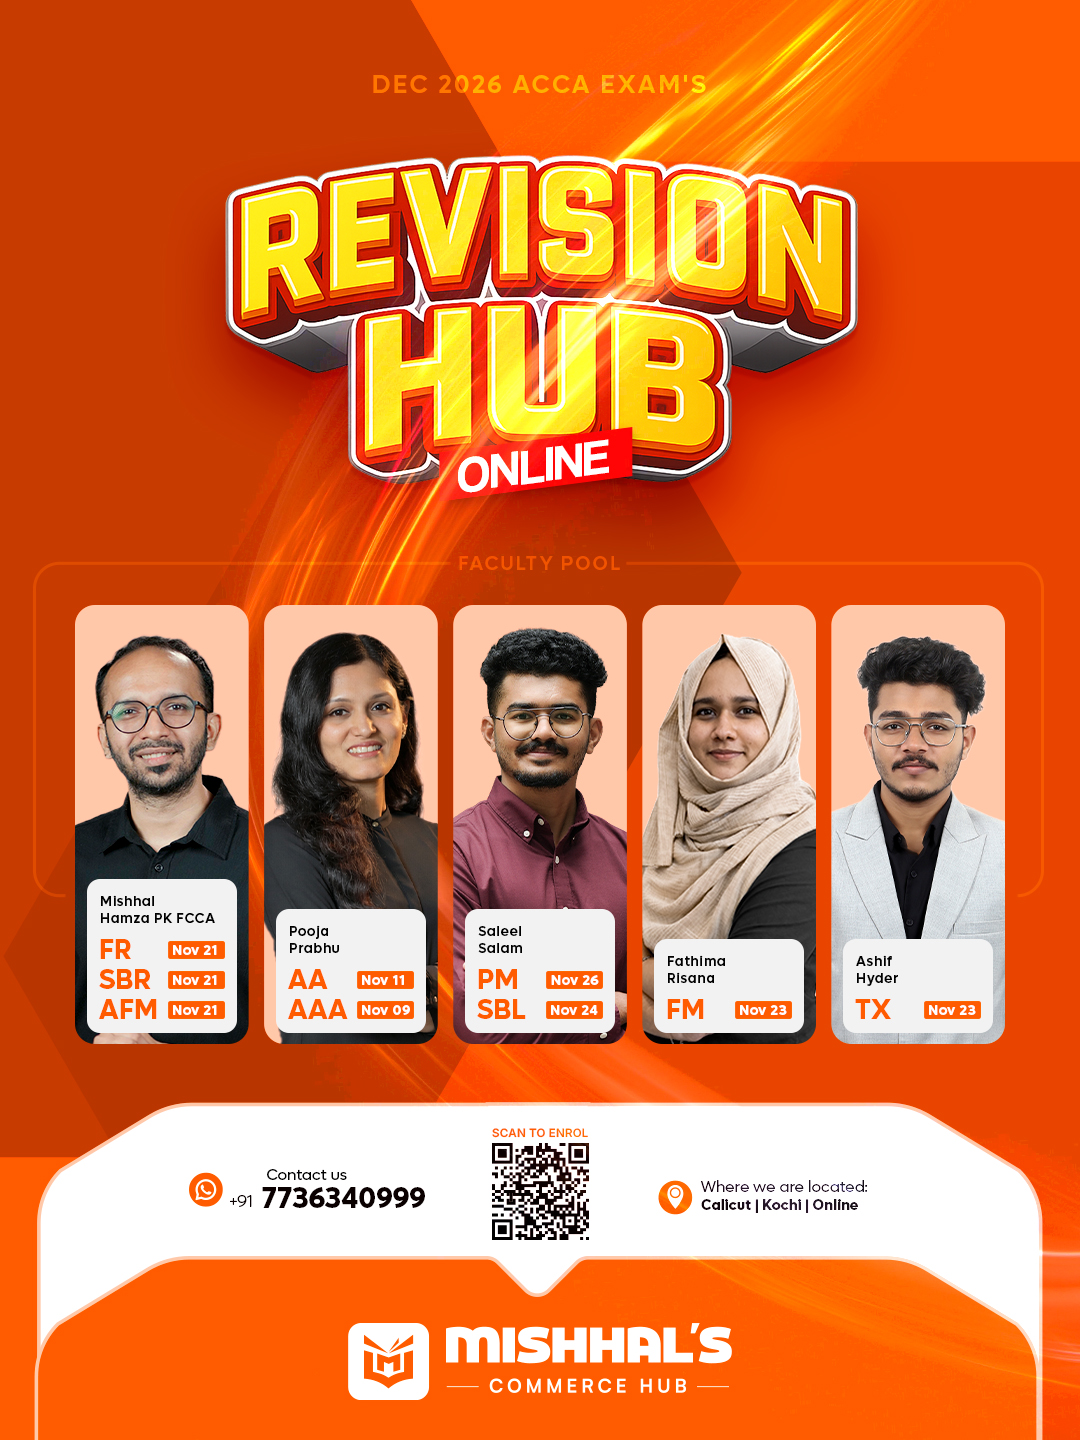 DEC 2026 ACCA EXAM'S
REVISION
HUB
ONLINE
FACULTY POOL
Mishhal
Hamza PK FCCA
FR Nov 21
SBR Nov 21
AFM Nov 21
Pooja
Prabhu
AA Nov 11
AAA Nov 09
Saleel
Salam
PM Nov 26
SBL Nov 24
Fathima
Risana
FM Nov 23
Ashif
Hyder
TX Nov 23
SCAN TO ENROL
Contact us
+91 7736340999
Where we are located:
Calicut | Kochi | Online
MISHHAL'S
COMMERCE HUB